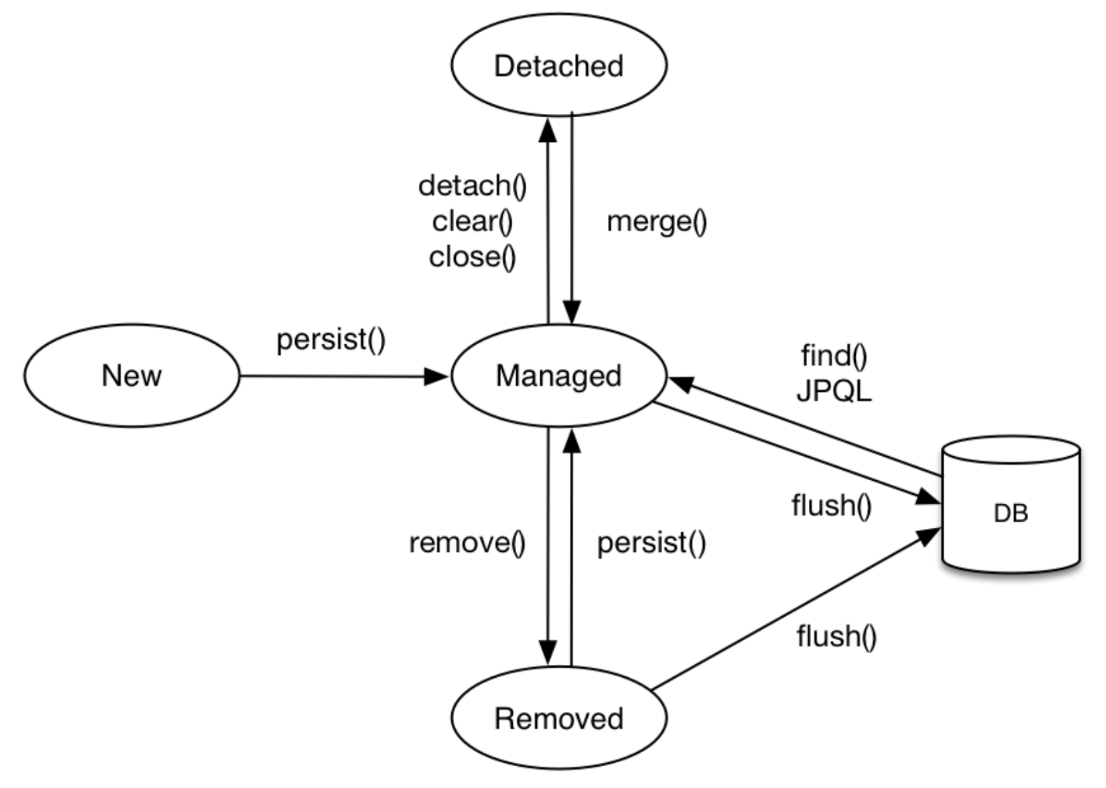 Detached
detach()
clear()
close()
merge()
New
persist()
Managed
find()
JPQL
flush()
DB
remove()
persist()
flush()
Removed